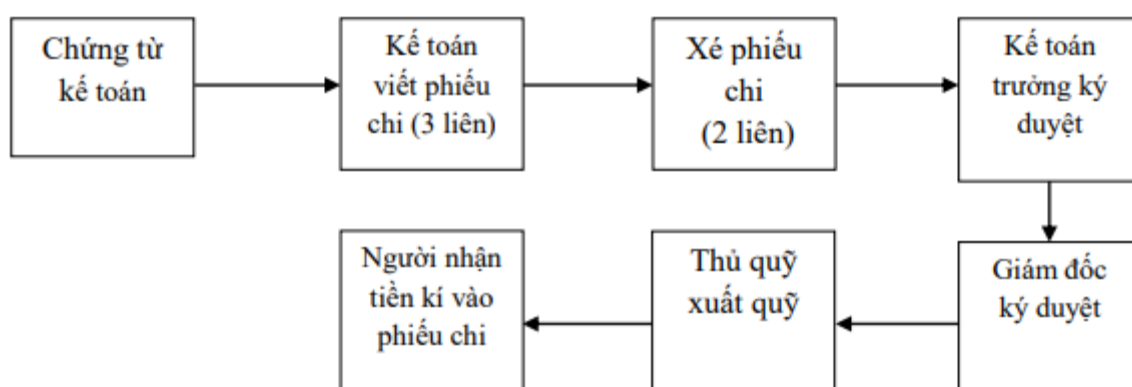 Chứng từ
kế toán
Kế toán
viết phiếu
chi (3 liên)
Xé phiếu
chi
(2 liên)
Kế toán
trưởng ký
duyệt
Giám đốc
ký duyệt
Thủ quỹ
xuất quỹ
Người nhận
tiền kí vào
phiếu chi